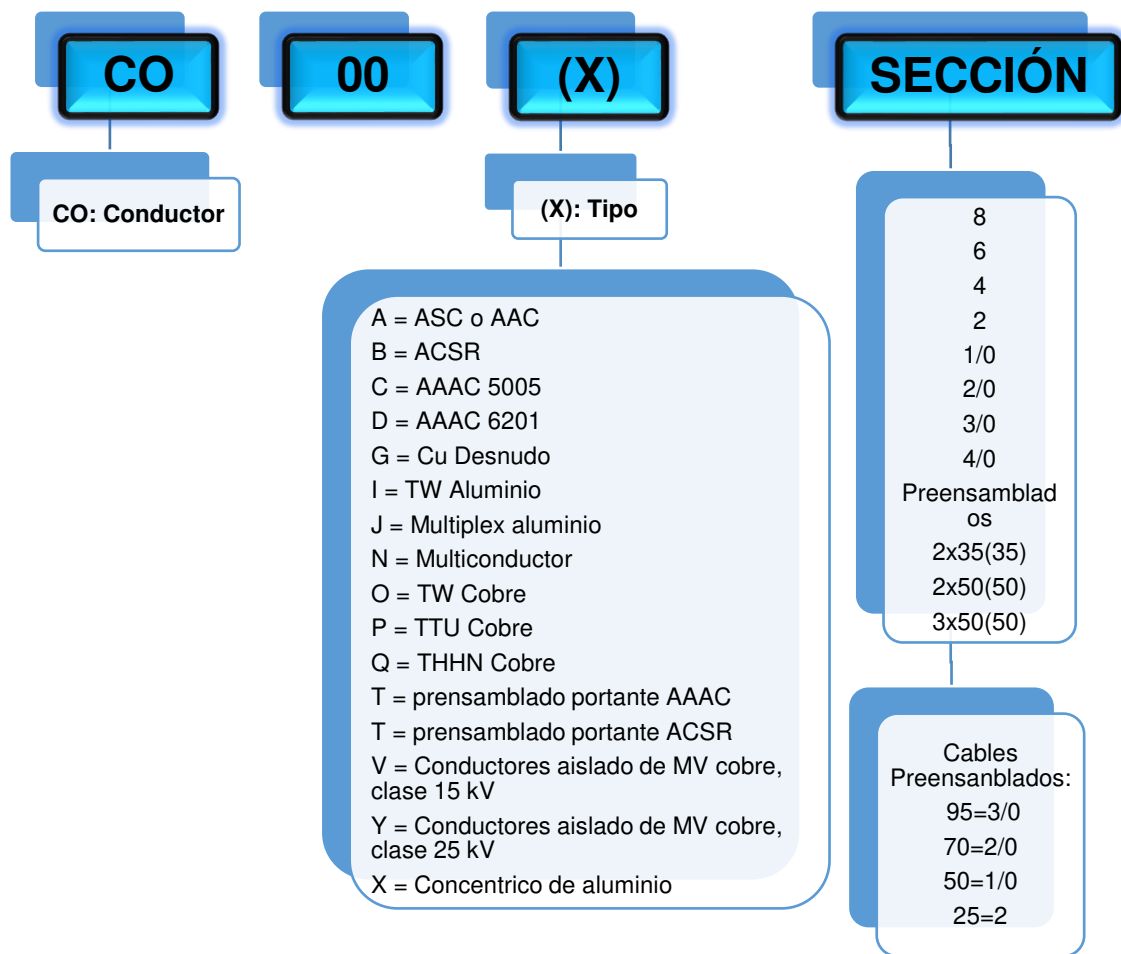 CO
00
(X)
SECCIÓN
CO: Conductor
(X): Tipo
A = ASC o AAC
B = ACSR
C = AAAC 5005
D = AAAC 6201
G = Cu Desnudo
I = TW Aluminio
J = Multiplex aluminio
N = Multiconductor
O = TW Cobre
P = TTU Cobre
Q = THHN Cobre
T = prensamblado portante AAAC
T = prensamblado portante ACSR
V = Conductores aislado de MV cobre,
clase 15 kV
Y = Conductores aislado de MV cobre,
clase 25 kV
X = Concentrico de aluminio
8
6
4
2
1/0
2/0
3/0
4/0
Preensamblad
os
2x35(35)
2x50(50)
3x50(50)
Cables
Preensanblados:
95=3/0
70=2/0
50=1/0
25=2